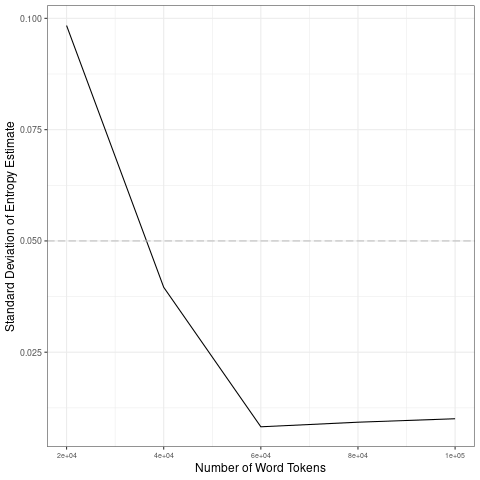 Standard Deviation of Entropy Estimate
0.100
0.075
0.050
0.025
2e+04 4e+04 6e+04 8e+04 1e+05
Number of Word Tokens